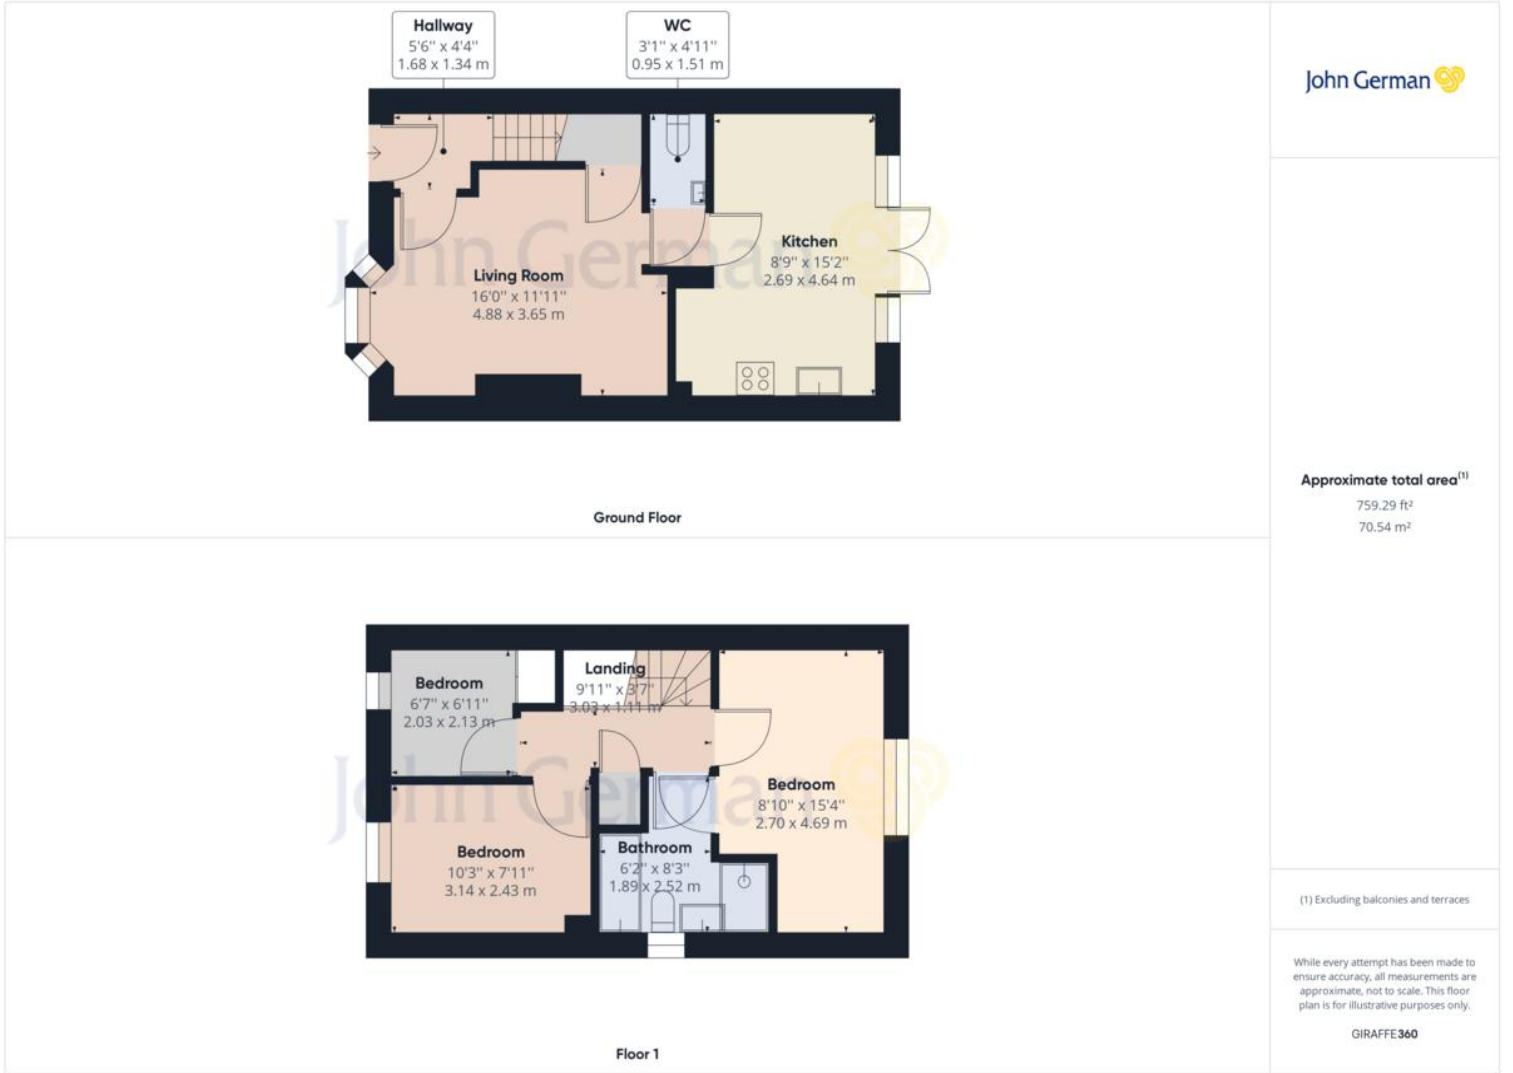 Hallway
5'6'' x 4'4''
1.68 x 1.34 m
WC
3'1'' x 4'11''
0.95 x 1.51 m
John German
Living Room
16'0'' x 11'11''
4.88 x 3.65 m
Kitchen
8'9'' x 15'2''
2.69 x 4.64 m
John German
Ground Floor
Landing
9'11'' x 3'7''
3.03 x 1.11 m
Bedroom
6'7'' x 6'11''
2.03 x 2.13 m
Bedroom
8'10'' x 15'4''
2.70 x 4.69 m
John German
Bedroom
10'3'' x 7'11''
3.14 x 2.43 m
Bathroom
6'2'' x 8'3''
1.89 x 2.52 m
Floor 1
Approximate total area(1)
759.29 ft²
70.54 m²
(1) Excluding balconies and terraces
While every attempt has been made to
ensure accuracy, all measurements are
approximate, not to scale. This floor
plan is for illustrative purposes only.
GIRAFFE360